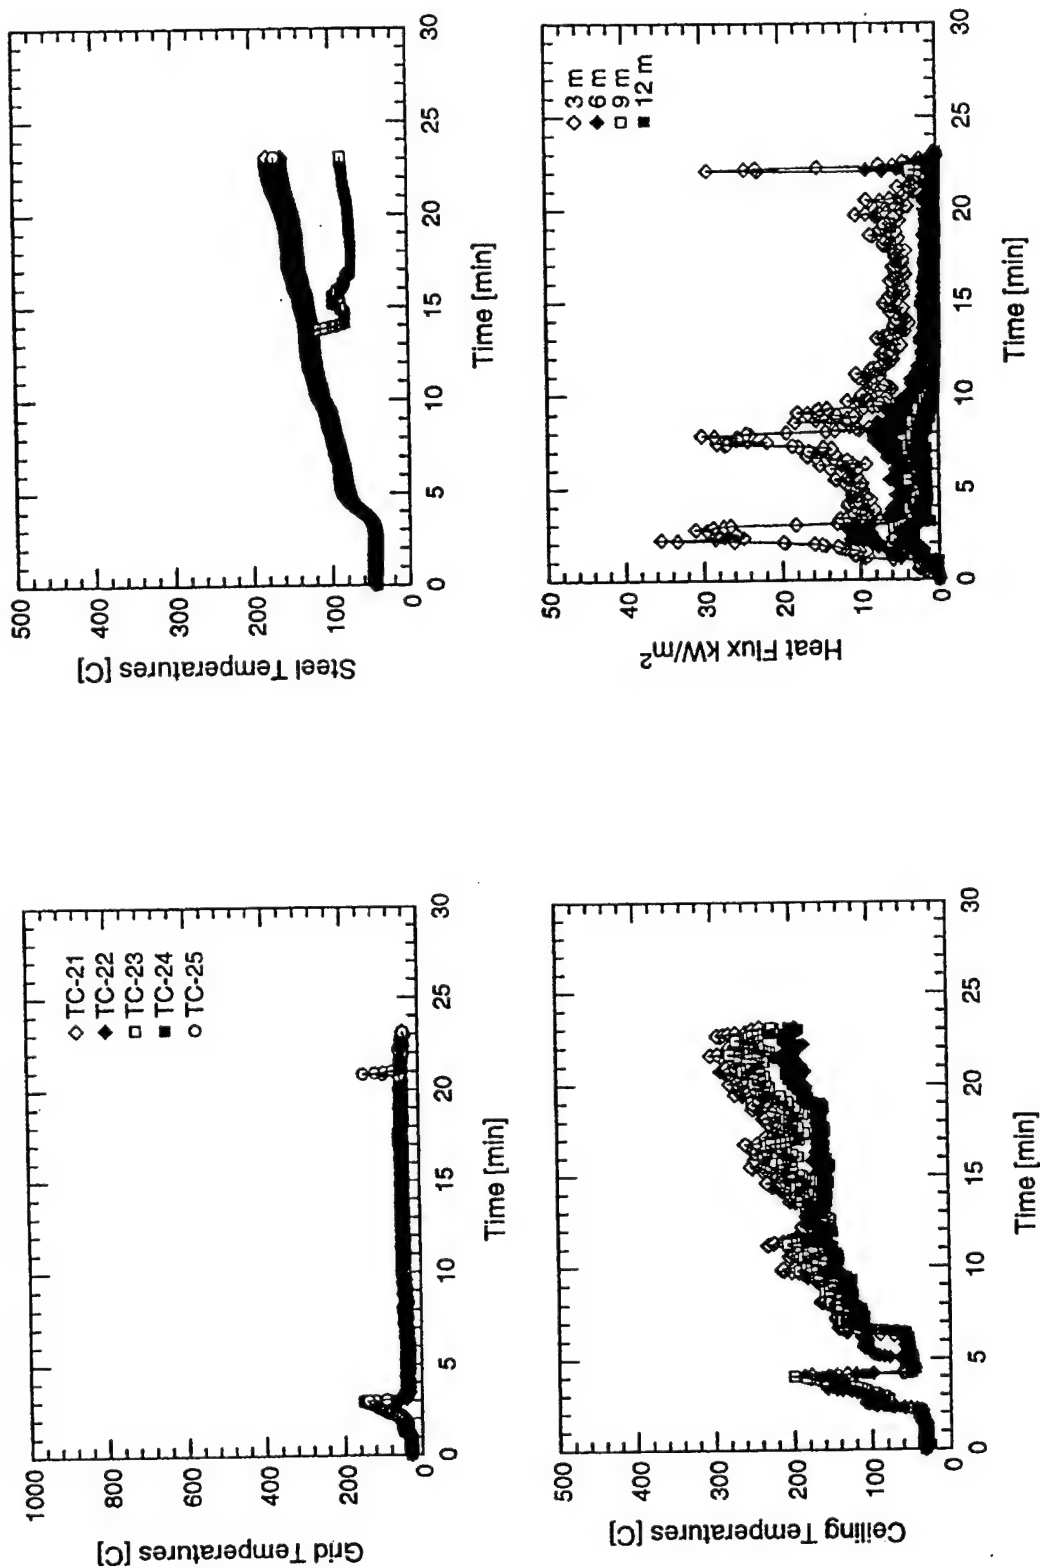 Grid Temperatures [C]
1000
800
600
400
200
0
0 5 10 15 20 25 30
Time [min]
TC-21
TC-22
TC-23
TC-24
TC-25
Steel Temperatures [C]
500
400
300
200
100
0
0 5 10 15 20 25 30
Time [min]
Ceiling Temperatures [C]
500
400
300
200
100
0
0 5 10 15 20 25 30
Time [min]
Heat Flux kW/m²
50
40
30
20
10
0
0 5 10 15 20 25 30
Time [min]
3 m
6 m
9 m
12 m